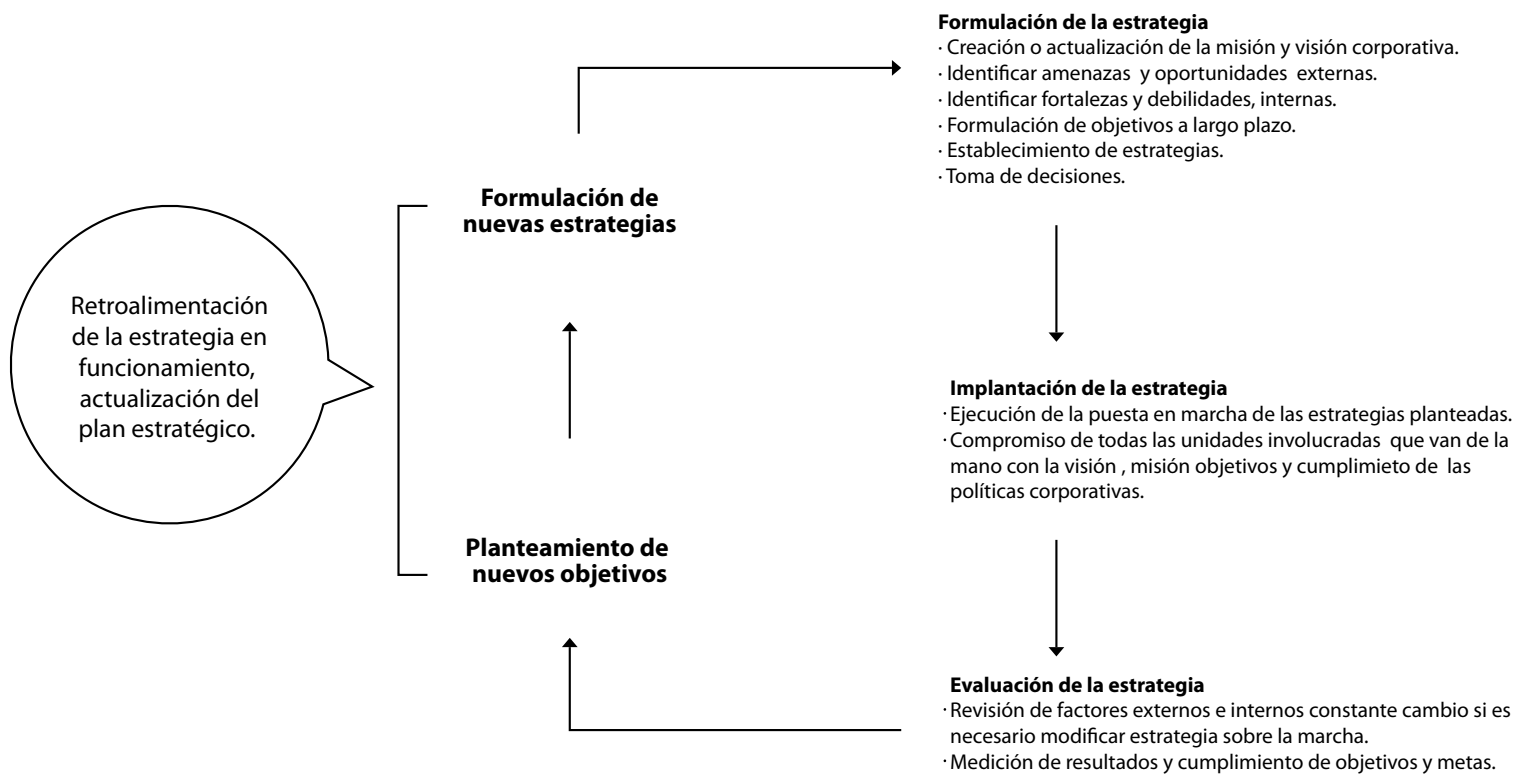 Formulación de la estrategia
· Creación o actualización de la misión y visión corporativa.
· Identificar amenazas y oportunidades externas.
· Identificar fortalezas y debilidades, internas.
· Formulación de objetivos a largo plazo.
· Establecimiento de estrategias.
· Toma de decisiones.
Formulación de
nuevas estrategias
Retroalimentación
de la estrategia en
funcionamiento,
actualización del
plan estratégico.
Implantación de la estrategia
· Ejecución de la puesta en marcha de las estrategias planteadas.
· Compromiso de todas las unidades involucradas que van de la
mano con la visión , misión objetivos y cumplimieto de las
políticas corporativas.
Planteamiento de
nuevos objetivos
Evaluación de la estrategia
· Revisión de factores externos e internos constante cambio si es
necesario modificar estrategia sobre la marcha.
· Medición de resultados y cumplimiento de objetivos y metas.